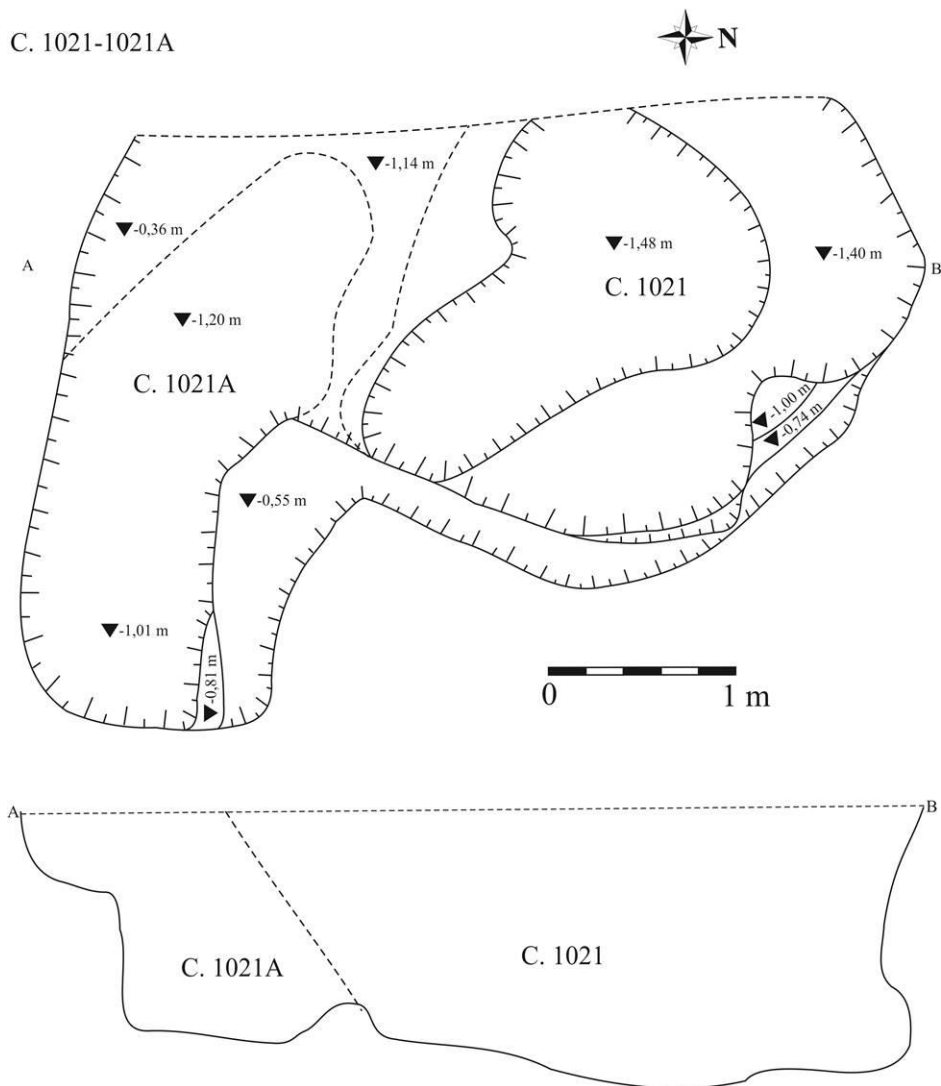 C. 1021-1021A
N
-1,14 m
-0,36 m
-1,48 m
-1,40 m
A
B
C. 1021
-1,20 m
C. 1021A
-1,00 m
-0,74 m
-0,55 m
-1,01 m
-0,81 m
0 1 m
A
B
C. 1021A
C. 1021